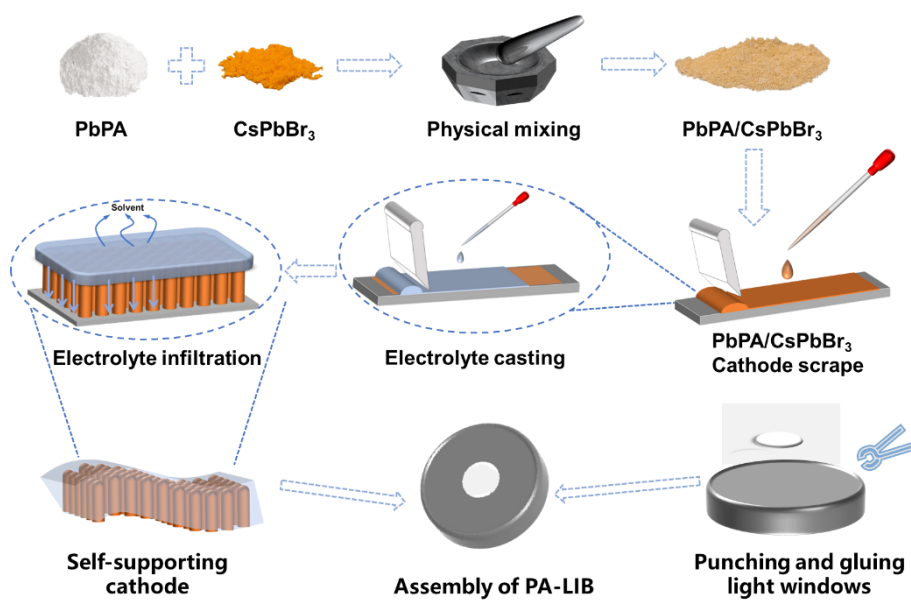 PbPA
CsPbBr₃
Physical mixing
PbPA/CsPbBr₃
Solvent
Electrolyte infiltration
Electrolyte casting
PbPA/CsPbBr₃
Cathode scrape
Self-supporting
cathode
Assembly of PA-LIB
Punching and gluing
light windows